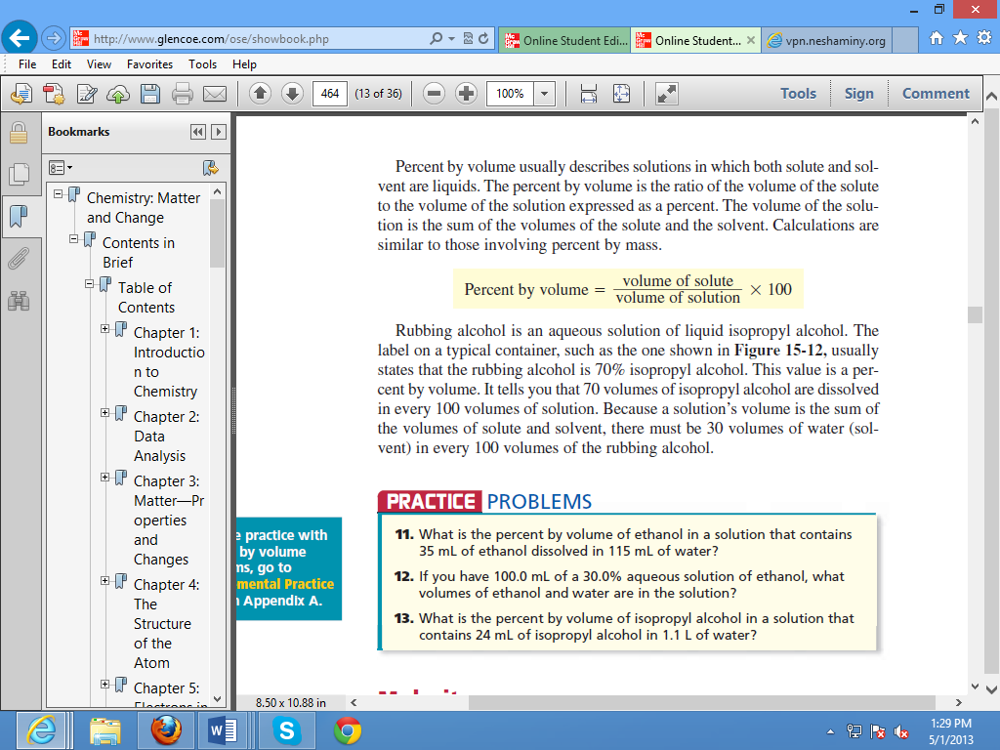 http://www.glencoe.com/ose/showbook.php
Online Student Edi...
Online Student...
vpn.neshaminy.org
File Edit View Favorites Tools Help
464 (13 of 36) 100% Tools Sign Comment
Bookmarks
Chemistry: Matter
and Change
Contents in
Brief
Table of
Contents
Chapter 1:
Introductio
n to
Chemistry
Chapter 2:
Data
Analysis
Chapter 3:
Matter—Pr
operties
and
Changes
Chapter 4:
The
Structure
of the
Atom
Chapter 5:
Electrons in
Percent by volume usually describes solutions in which both solute and sol-
vent are liquids. The percent by volume is the ratio of the volume of the solute
to the volume of the solution expressed as a percent. The volume of the solu-
tion is the sum of the volumes of the solute and the solvent. Calculations are
similar to those involving percent by mass.
Percent by volume = volume of solute / volume of solution × 100
Rubbing alcohol is an aqueous solution of liquid isopropyl alcohol. The
label on a typical container, such as the one shown in Figure 15-12, usually
states that the rubbing alcohol is 70% isopropyl alcohol. This value is a per-
cent by volume. It tells you that 70 volumes of isopropyl alcohol are dissolved
in every 100 volumes of solution. Because a solution's volume is the sum of
the volumes of solute and solvent, there must be 30 volumes of water (sol-
vent) in every 100 volumes of the rubbing alcohol.
PRACTICE PROBLEMS
e practice with
by volume
ms, go to
mental Practice
Appendix A.
11. What is the percent by volume of ethanol in a solution that contains
35 mL of ethanol dissolved in 115 mL of water?
12. If you have 100.0 mL of a 30.0% aqueous solution of ethanol, what
volumes of ethanol and water are in the solution?
13. What is the percent by volume of isopropyl alcohol in a solution that
contains 24 mL of isopropyl alcohol in 1.1 L of water?
8.50 x 10.88 in
1:29 PM
5/1/2013